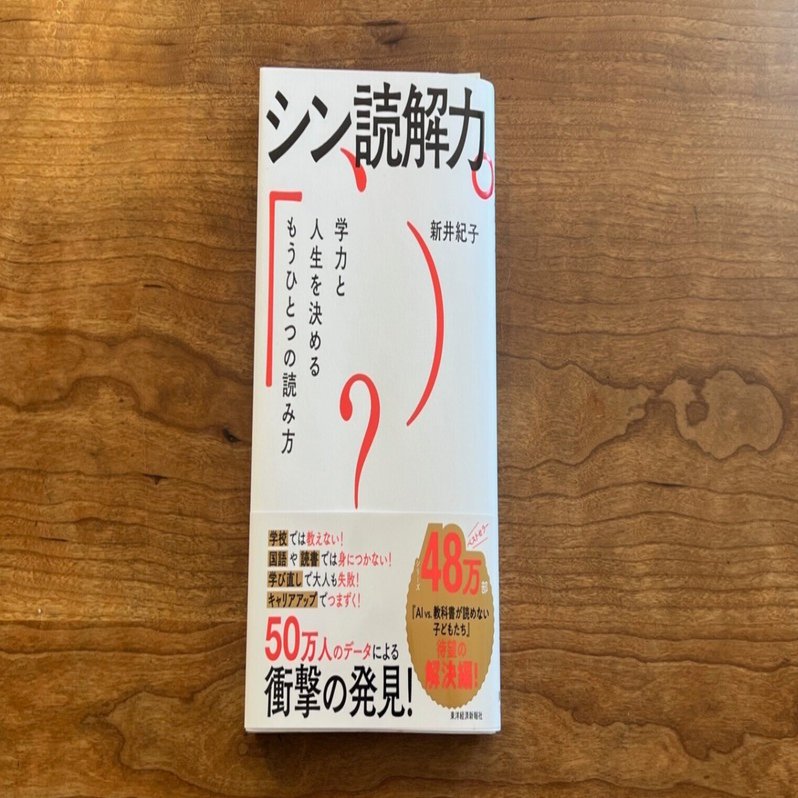 シン読解力
新井紀子
学力と
人生を決める
もうひとつの読み方
学校では教えない!
国語や読書では身につかない!
学び直しで大人も失敗!
キャリアアップでつまずく!
50万人のデータによる
衝撃の発見!
ベストセラー
シリーズ
48万部
『AI vs. 教科書が読めない
子どもたち』
待望の
解決編!
東洋経済新報社